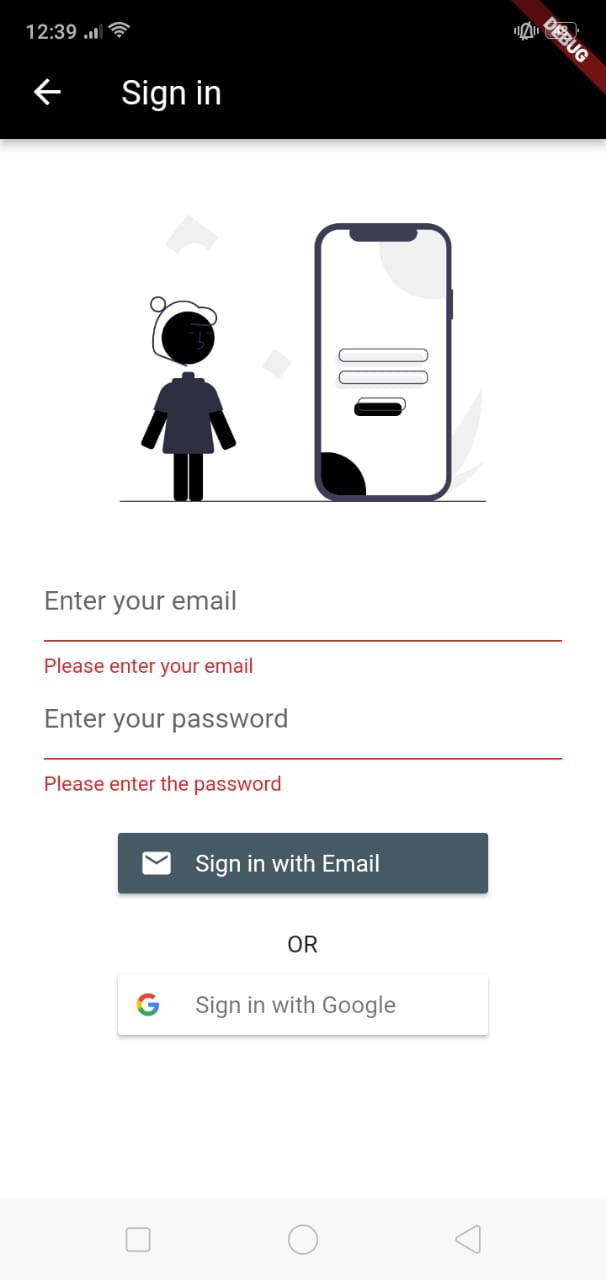 12:39
DEBUG
Sign in
Enter your email
Please enter your email
Enter your password
Please enter the password
Sign in with Email
OR
Sign in with Google